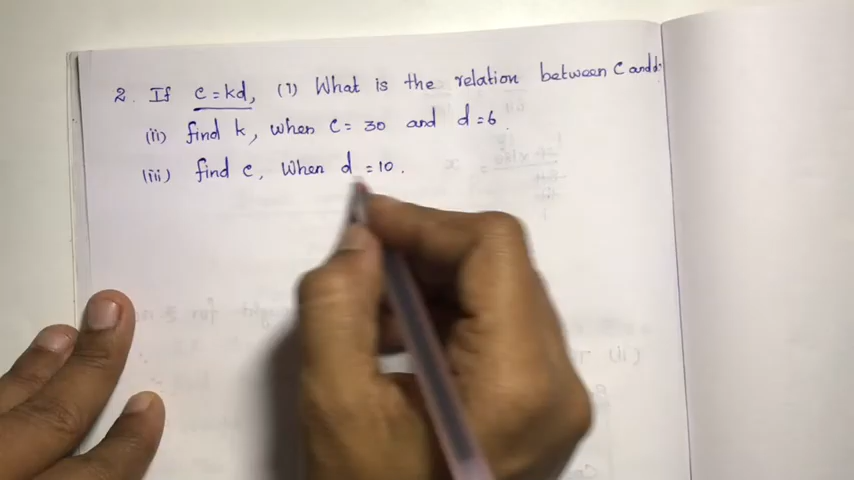 2. If c = kd, (i) What is the relation between c and d.
(ii) find k, when c = 30 and d = 6.
(iii) find c, When d = 10.